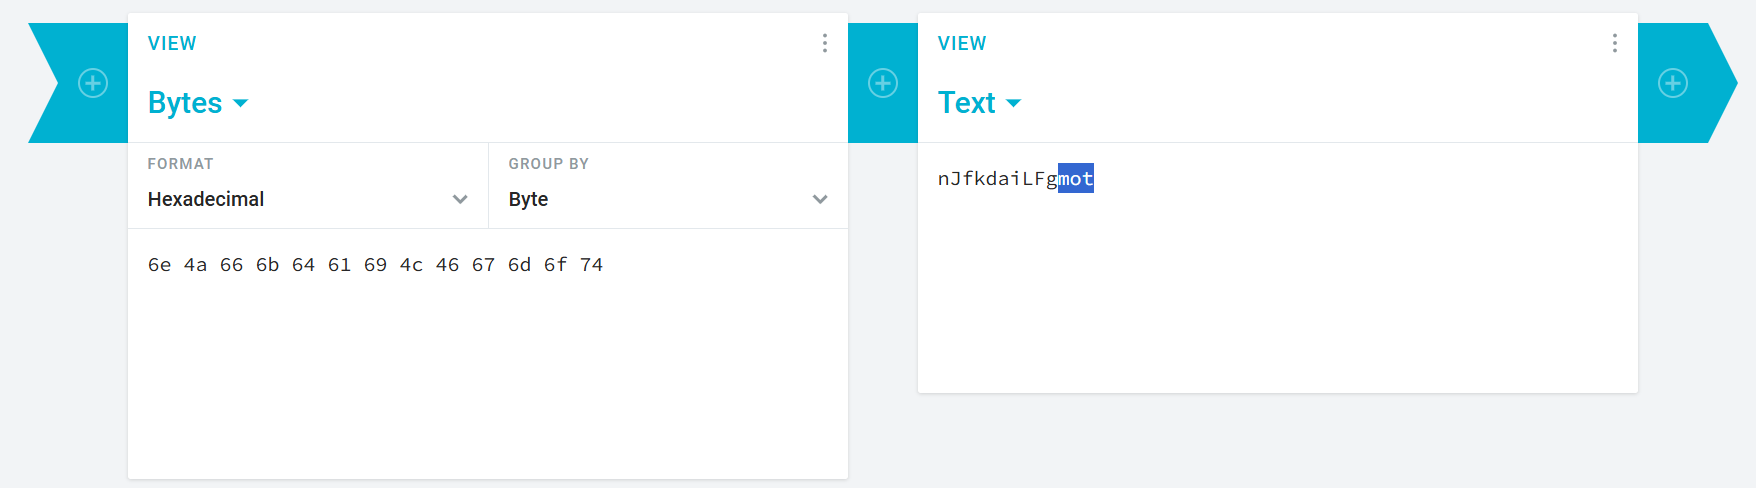 VIEW
Bytes
FORMAT
Hexadecimal
GROUP BY
Byte
6e 4a 66 6b 64 61 69 4c 46 67 6d 6f 74
VIEW
Text
nJfkdaiLFgmot